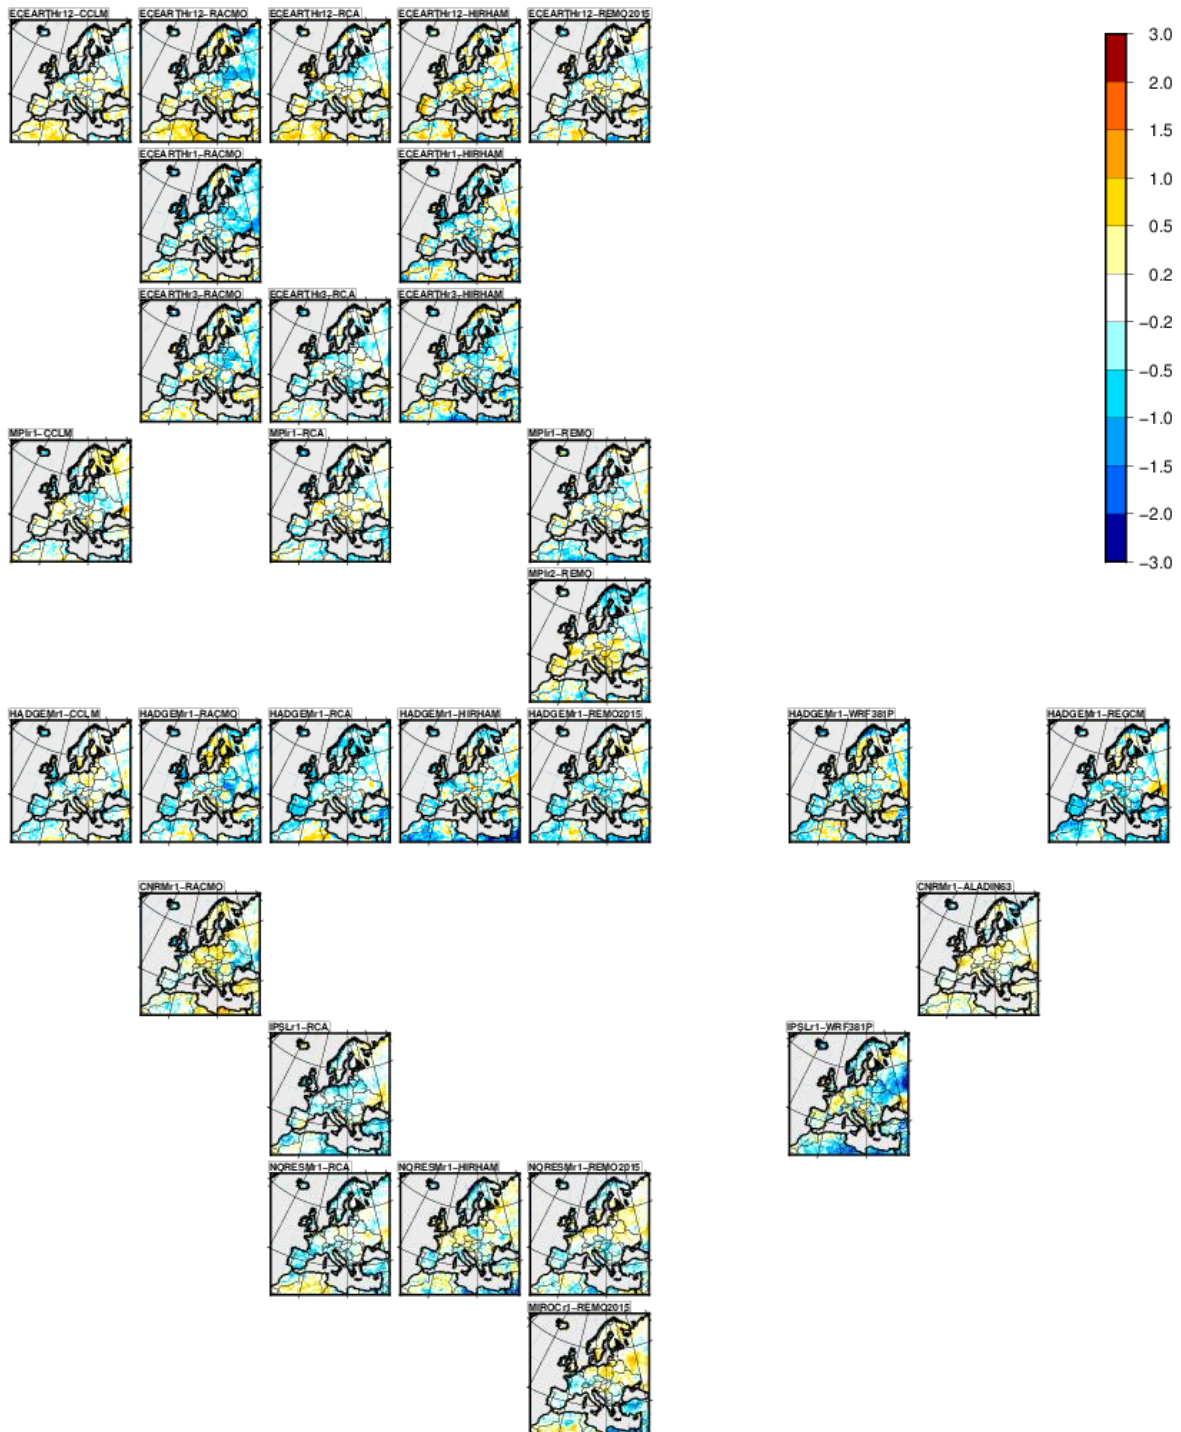 ECEARTHr12-CCLM ECEARTHr12-RACMO ECEARTHr12-RCA ECEARTHr12-HIRHAM ECEARTHr12-REMO2015
ECEARTHr1-RACMO ECEARTHr1-HIRHAM
ECEARTHr3-RACMO ECEARTHr3-RCA ECEARTHr3-HIRHAM
MPIr1-CCLM MPIr1-RCA MPIr1-REMO
MPIr2-REMO
HADGEMr1-CCLM HADGEMr1-RACMO HADGEMr1-RCA HADGEMr1-HIRHAM HADGEMr1-REMO2015 HADGEMr1-WRF381P HADGEMr1-REGCM
CNRMr1-RACMO CNRMr1-ALADIN63
IPSLr1-RCA IPSLr1-WRF381P
NORESMr1-RCA NORESMr1-HIRHAM NORESMr1-REMO2015
MIROCr1-REMO2015
3.0
2.0
1.5
1.0
0.5
0.2
−0.2
−0.5
−1.0
−1.5
−2.0
−3.0